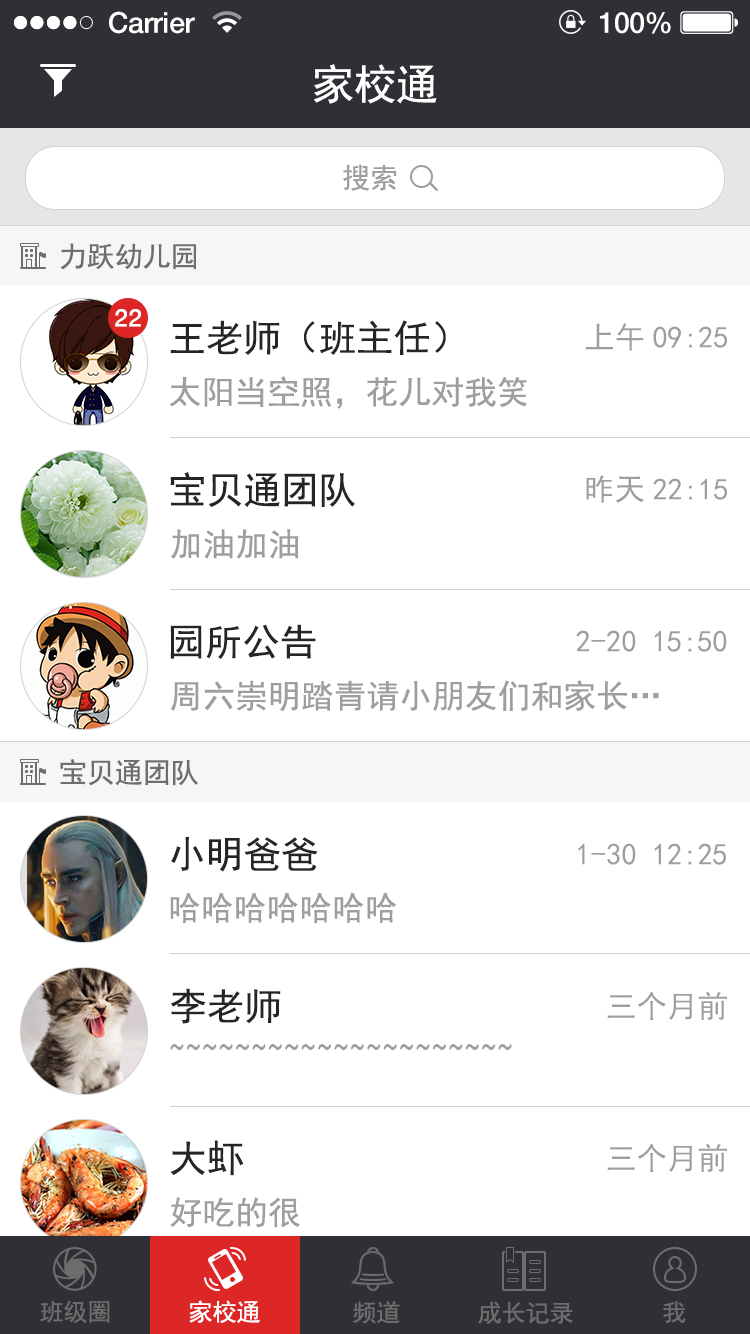 Carrier 100%
家校通
搜索
力跃幼儿园
22
王老师（班主任） 上午 09:25
太阳当空照，花儿对我笑
宝贝通团队 昨天 22:15
加油加油
园所公告 2-20 15:50
周六崇明踏青请小朋友们和家长…
宝贝通团队
小明爸爸 1-30 12:25
哈哈哈哈哈哈哈
李老师 三个月前
~~~~~~~~~~~~~~~~~~~~~
大虾 三个月前
好吃的很
班级圈 家校通 频道 成长记录 我